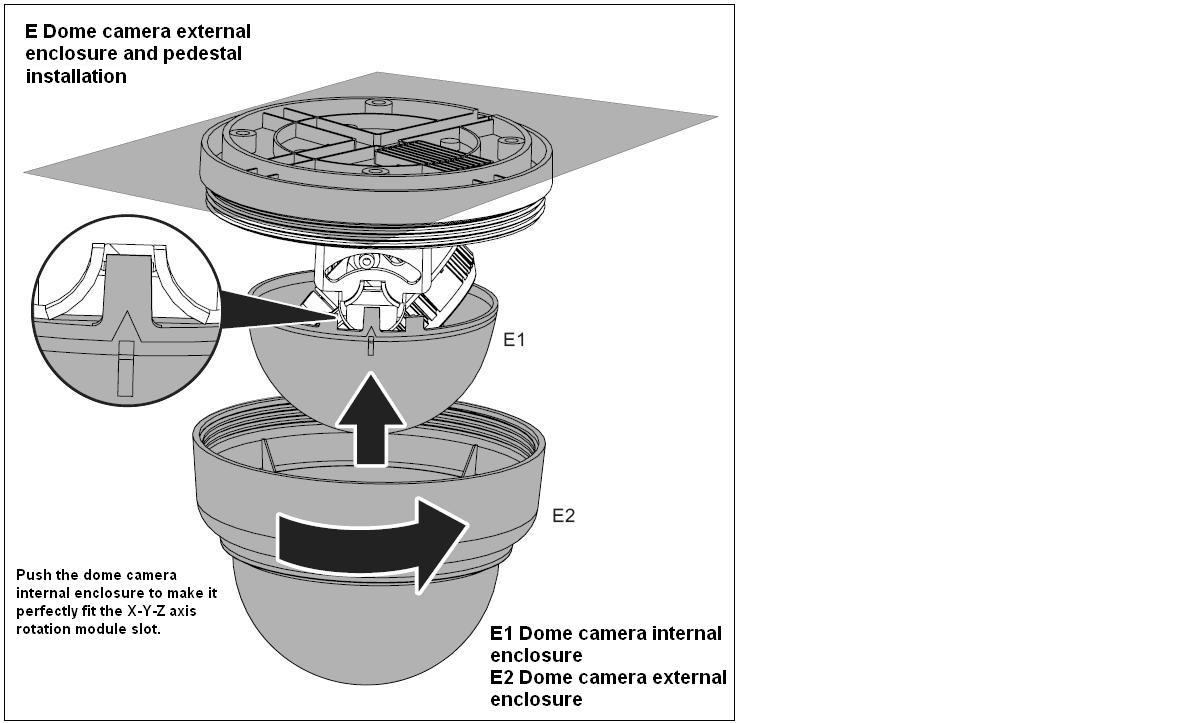 E Dome camera external
enclosure and pedestal
installation
E1
E2
Push the dome camera
internal enclosure to make it
perfectly fit the X-Y-Z axis
rotation module slot.
E1 Dome camera internal
enclosure
E2 Dome camera external
enclosure